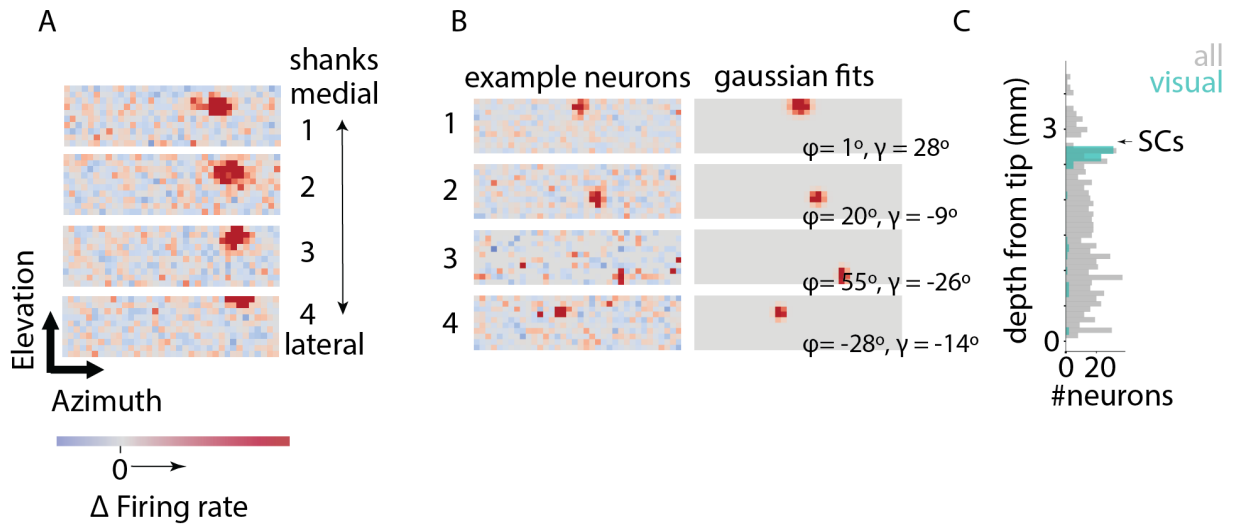 A
shanks
medial
1
2
3
4
lateral
Elevation
Azimuth
0
Δ Firing rate
B
example neurons
gaussian fits
1
φ= 1º, γ = 28º
2
φ= 20º, γ = -9º
3
φ= 55º, γ = -26º
4
φ= -28º, γ = -14º
C
all
visual
depth from tip (mm)
3
SCs
0
0 20
#neurons